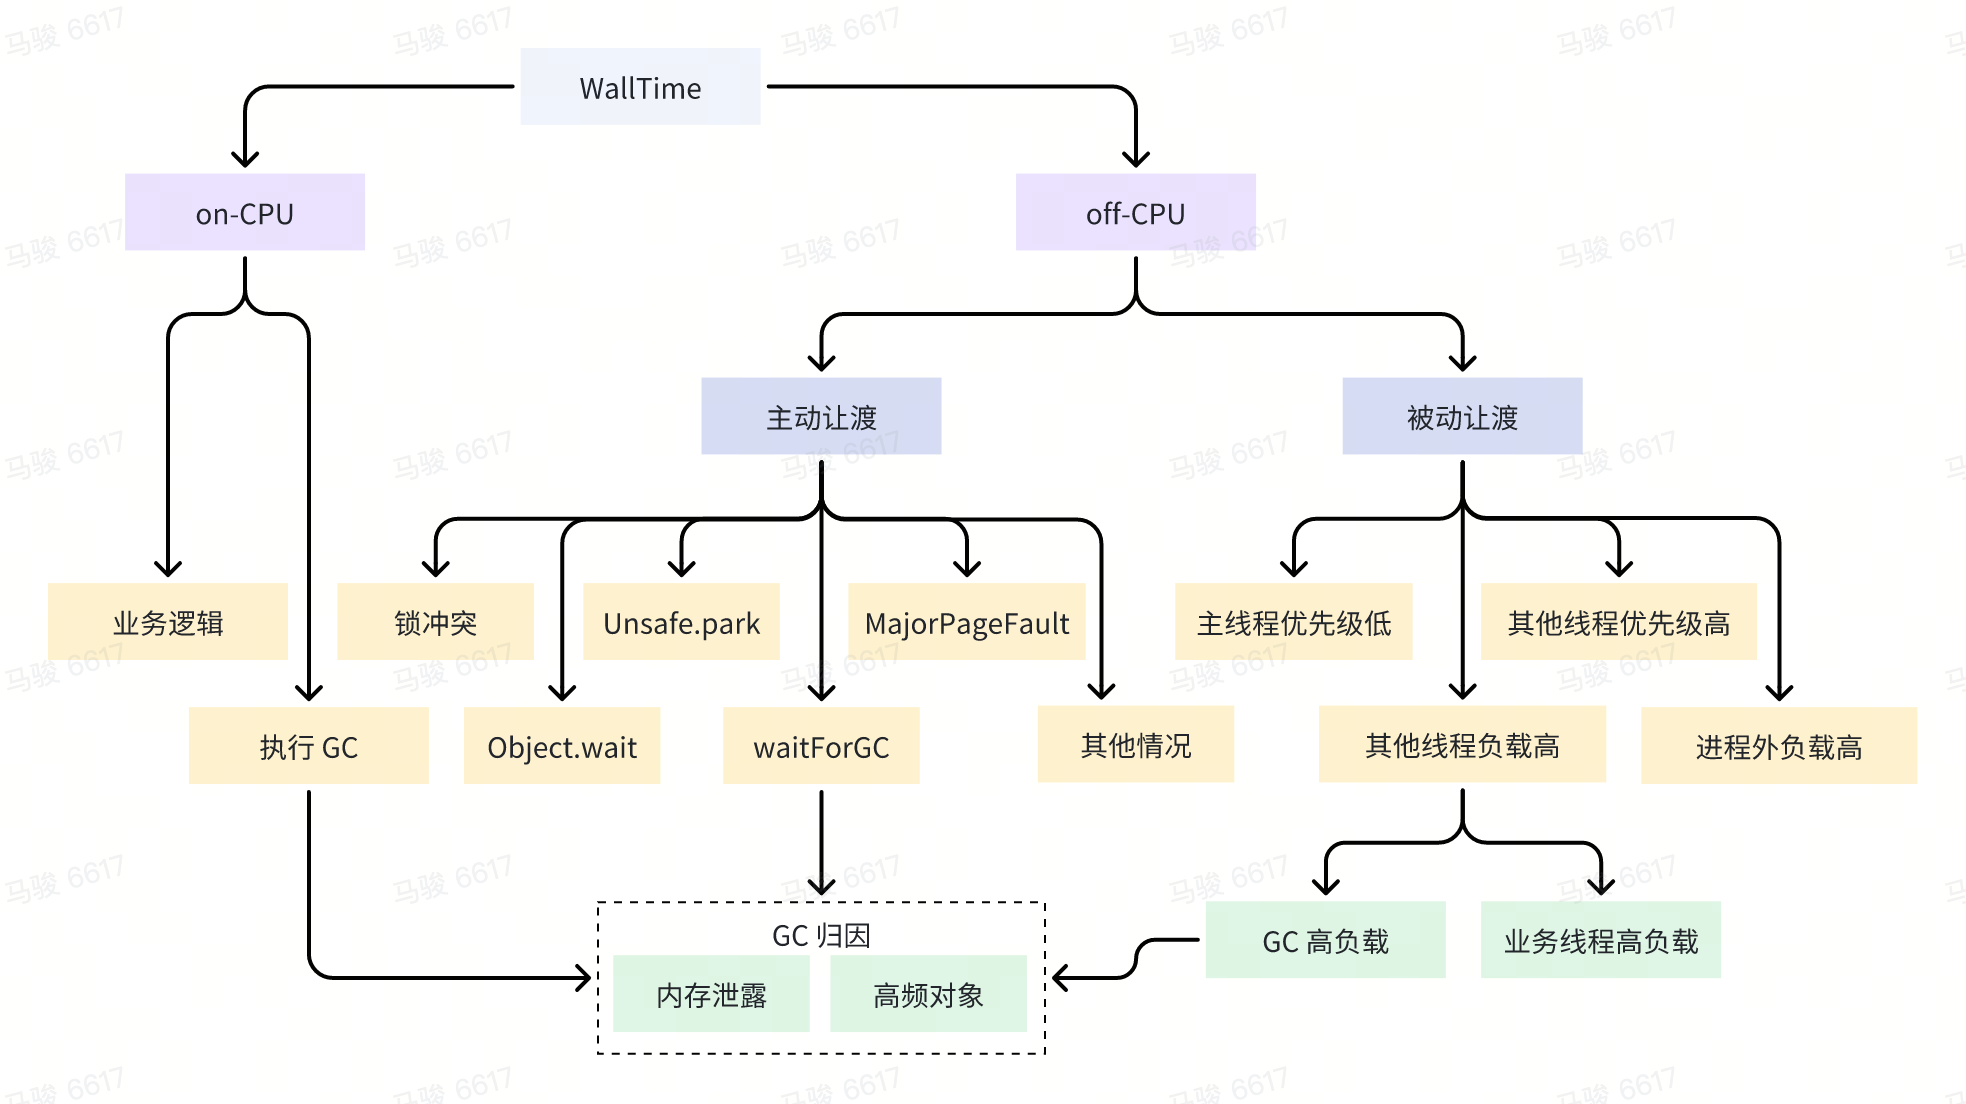 WallTime
on-CPU
off-CPU
主动让渡
被动让渡
业务逻辑
锁冲突
Unsafe.park
MajorPageFault
主线程优先级低
其他线程优先级高
执行 GC
Object.wait
waitForGC
其他情况
其他线程负载高
进程外负载高
GC 归因
内存泄露
高频对象
GC 高负载
业务线程高负载
马骏 6617